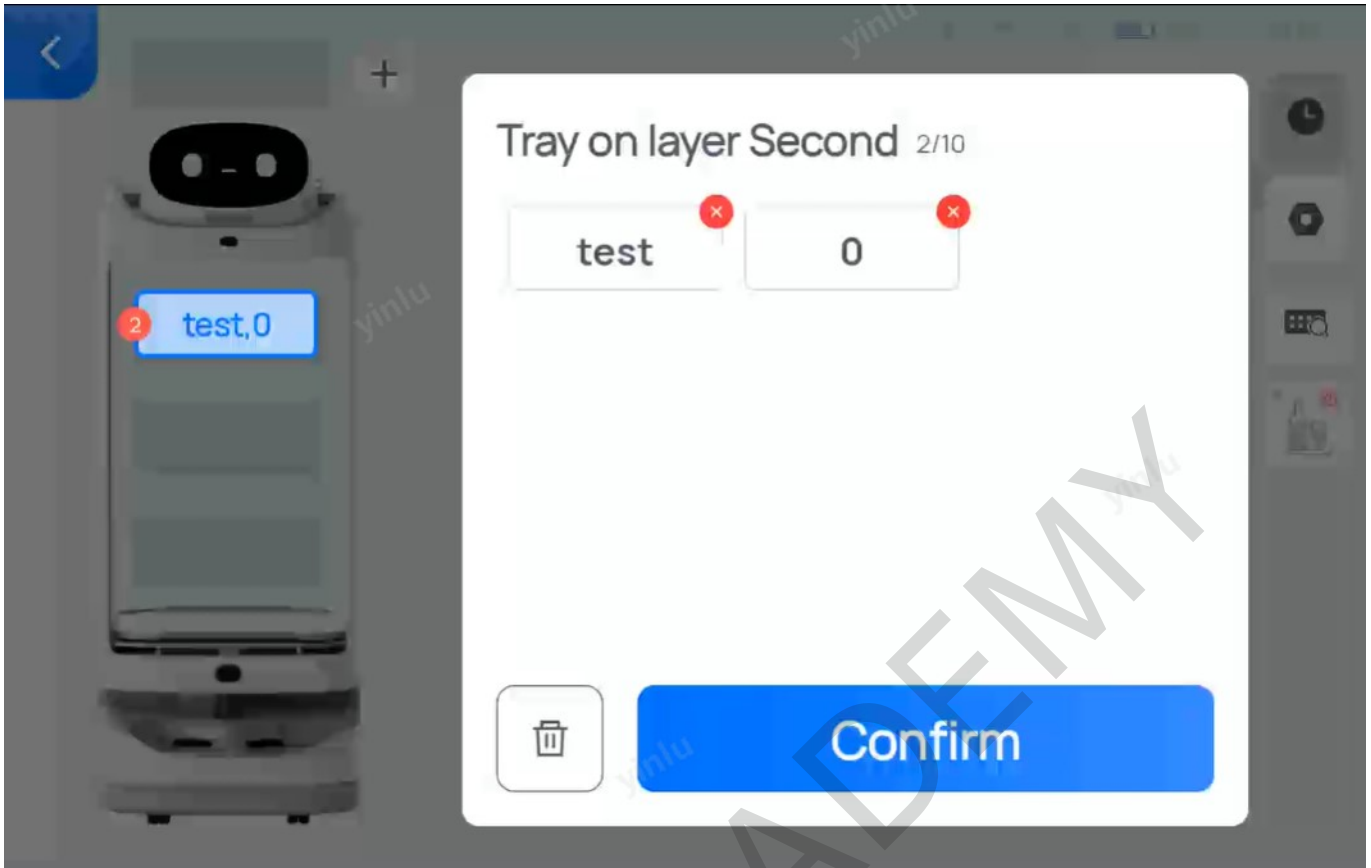 yinlu
Tray on layer Second 2/10
test
0
2
test,0
yinlu
yinlu
Confirm
yinlu
ADEMY